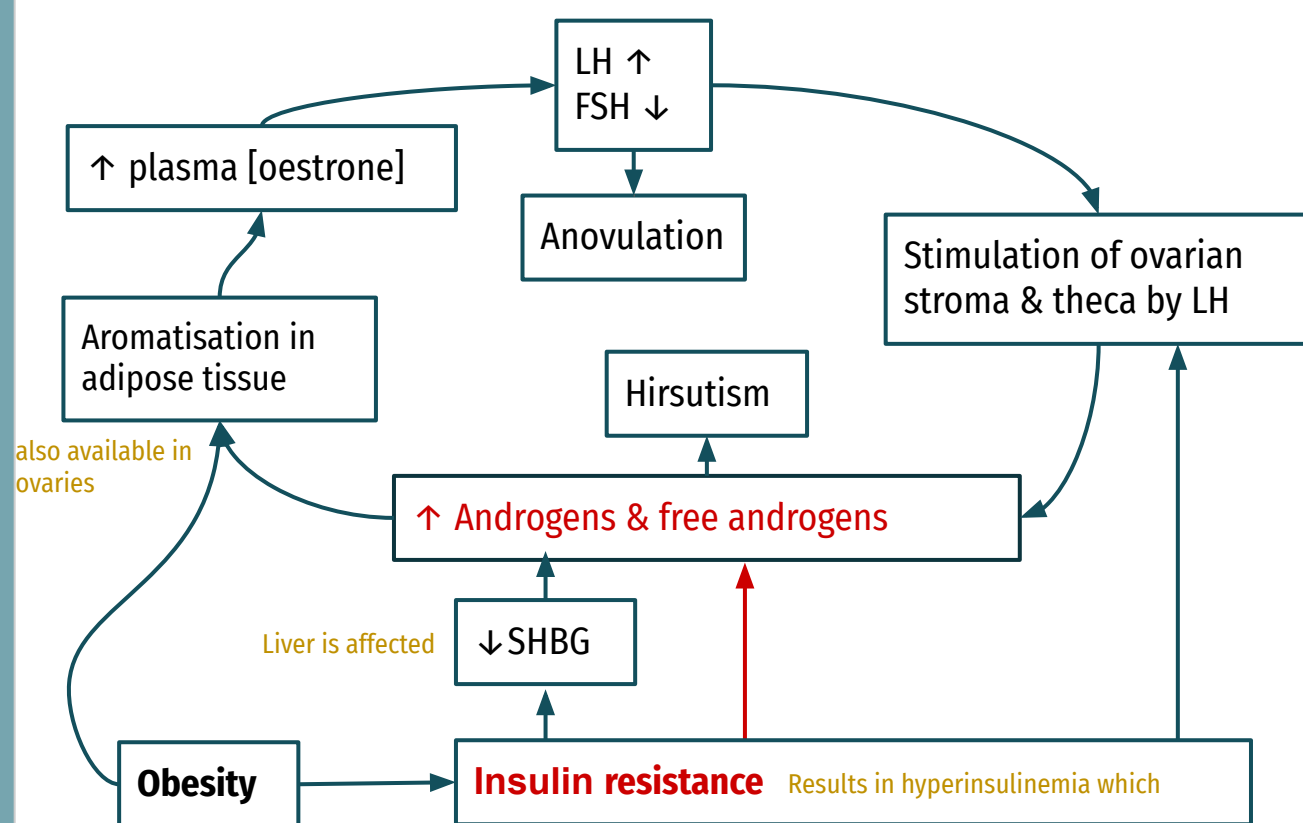 LH ↑
FSH ↓
↑ plasma [oestrone]
Anovulation
Stimulation of ovarian
stroma & theca by LH
Aromatisation in
adipose tissue
Hirsutism
also available in
ovaries
↑ Androgens & free androgens
Liver is affected
↓SHBG
Obesity
Insulin resistance Results in hyperinsulinemia which